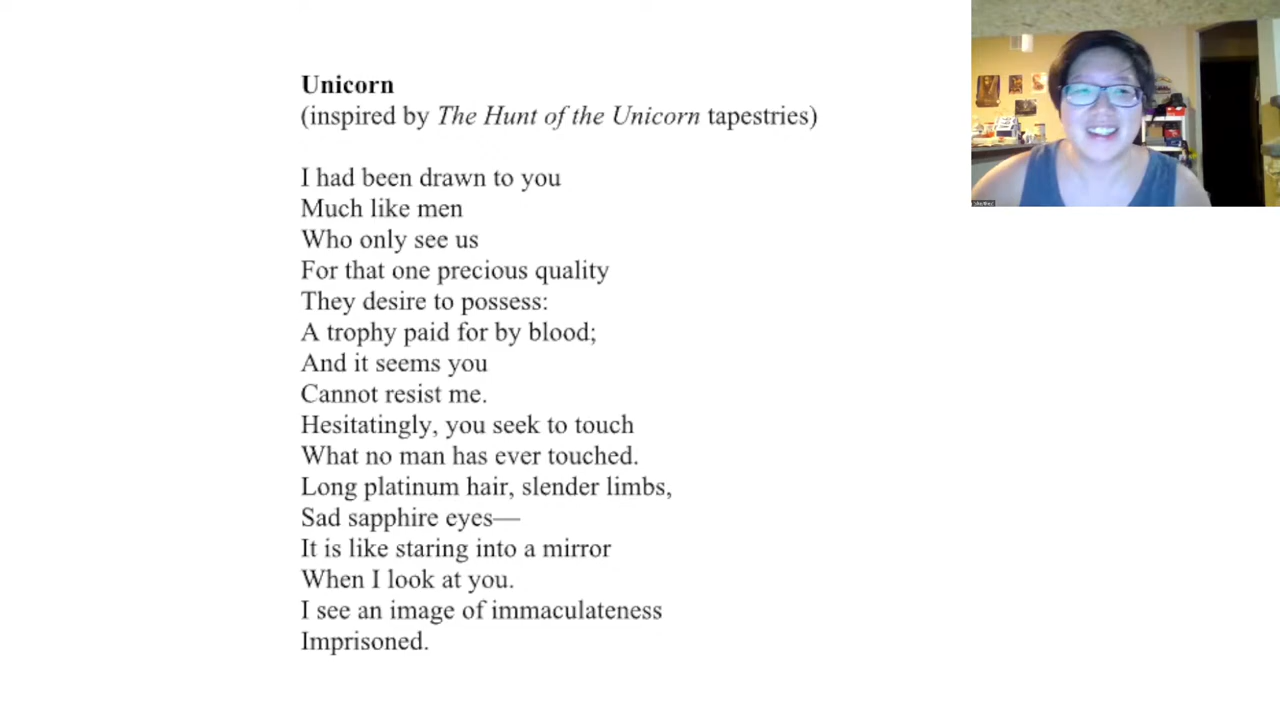 Unicorn
(inspired by The Hunt of the Unicorn tapestries)
I had been drawn to you
Much like men
Who only see us
For that one precious quality
They desire to possess:
A trophy paid for by blood;
And it seems you
Cannot resist me.
Hesitatingly, you seek to touch
What no man has ever touched.
Long platinum hair, slender limbs,
Sad sapphire eyes—
It is like staring into a mirror
When I look at you.
I see an image of immaculateness
Imprisoned.